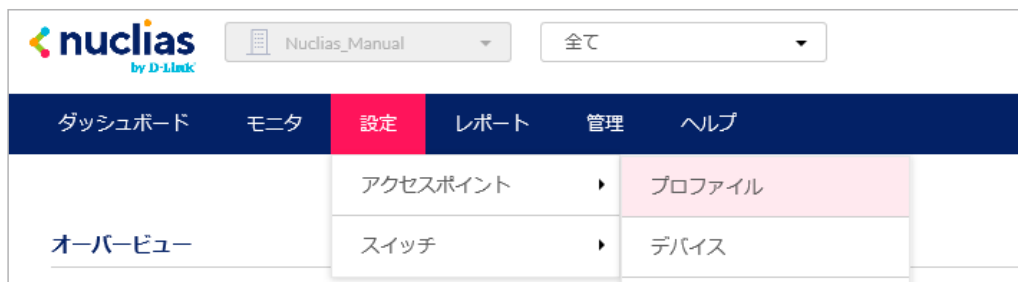 nuclias
by D-Link
Nuclias_Manual
全て
ダッシュボード モニタ 設定 レポート 管理 ヘルプ
アクセスポイント プロファイル
オーバービュー スイッチ デバイス